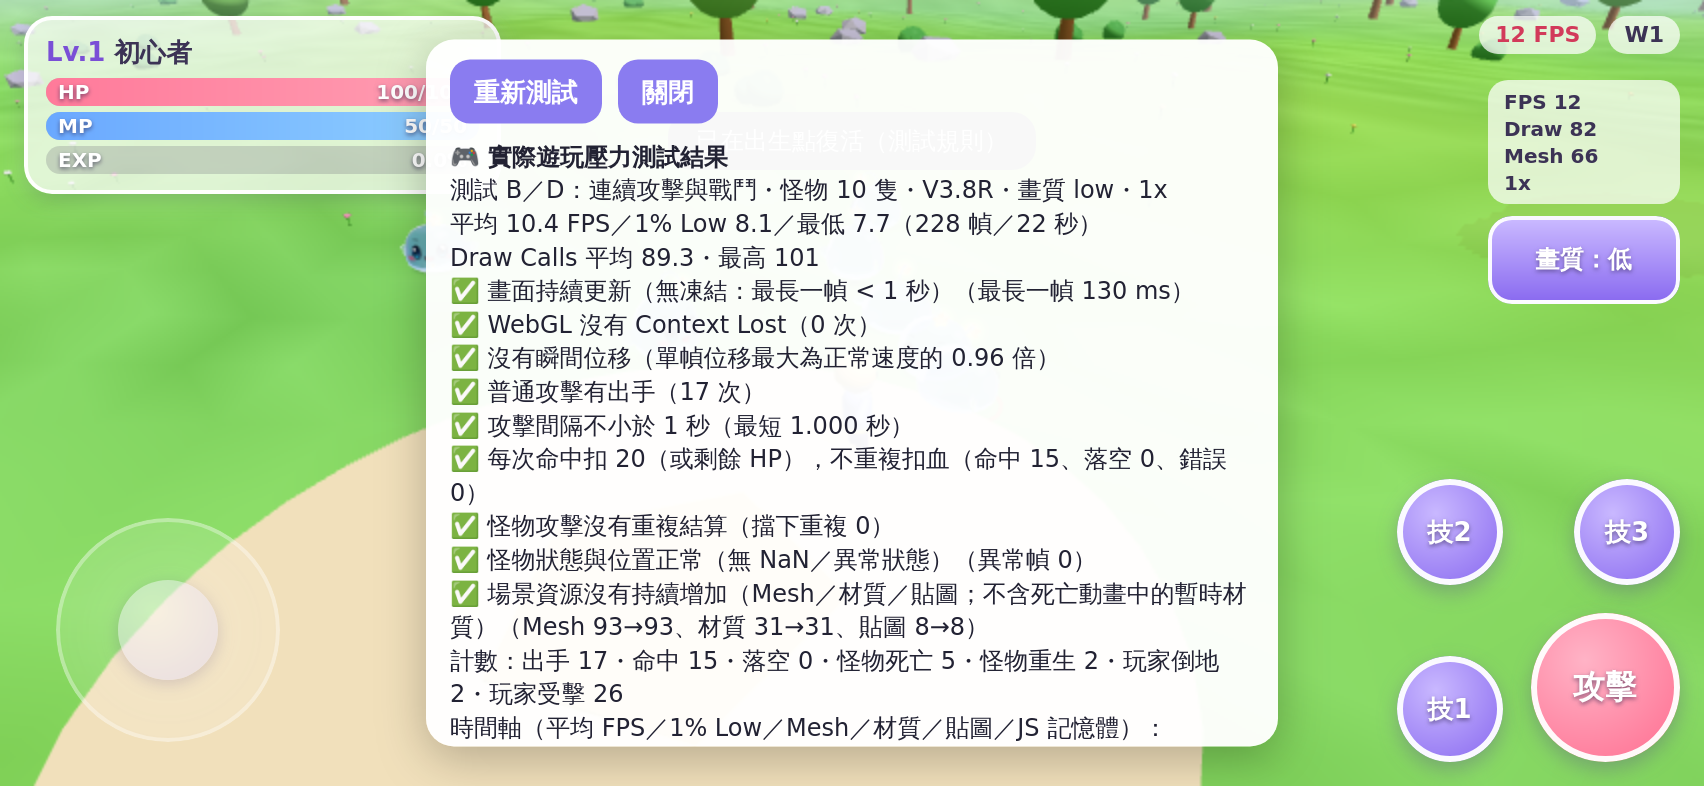 Lv.1 初心者
HP 100/
MP 50/50
EXP 0
重新測試
關閉
已在出生點復活（測試規則）
🎮 實際遊玩壓力測試結果
測試 B／D：連續攻擊與戰鬥・怪物 10 隻・V3.8R・畫質 low・1x
平均 10.4 FPS／1% Low 8.1／最低 7.7（228 幀／22 秒）
Draw Calls 平均 89.3・最高 101
✅ 畫面持續更新（無凍結：最長一幀 < 1 秒）（最長一幀 130 ms）
✅ WebGL 沒有 Context Lost（0 次）
✅ 沒有瞬間位移（單幀位移最大為正常速度的 0.96 倍）
✅ 普通攻擊有出手（17 次）
✅ 攻擊間隔不小於 1 秒（最短 1.000 秒）
✅ 每次命中扣 20（或剩餘 HP），不重複扣血（命中 15、落空 0、錯誤
0）
✅ 怪物攻擊沒有重複結算（擋下重複 0）
✅ 怪物狀態與位置正常（無 NaN／異常狀態）（異常幀 0）
✅ 場景資源沒有持續增加（Mesh／材質／貼圖；不含死亡動畫中的暫時材
質）（Mesh 93→93、材質 31→31、貼圖 8→8）
計數：出手 17・命中 15・落空 0・怪物死亡 5・怪物重生 2・玩家倒地
2・玩家受擊 26
時間軸（平均 FPS／1% Low／Mesh／材質／貼圖／JS 記憶體）：
12 FPS
W1
FPS 12
Draw 82
Mesh 66
1x
畫質：低
技2
技3
技1
攻擊